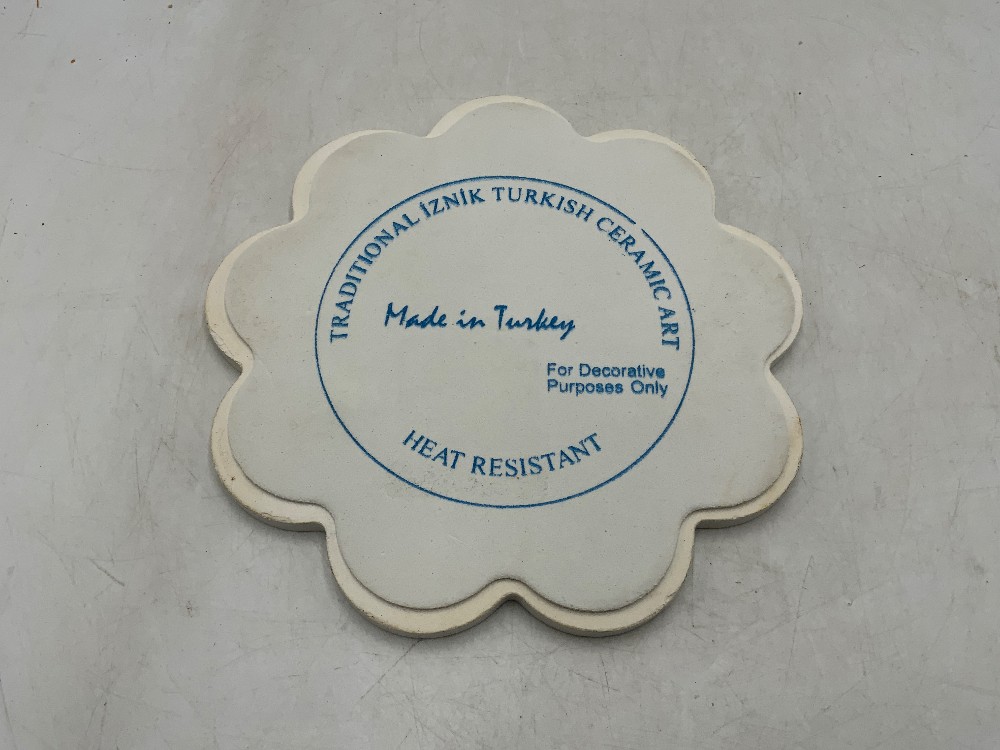 TRADITIONAL İZNİK TURKISH CERAMIC ART
Made in Turkey
For Decorative
Purposes Only
HEAT RESISTANT